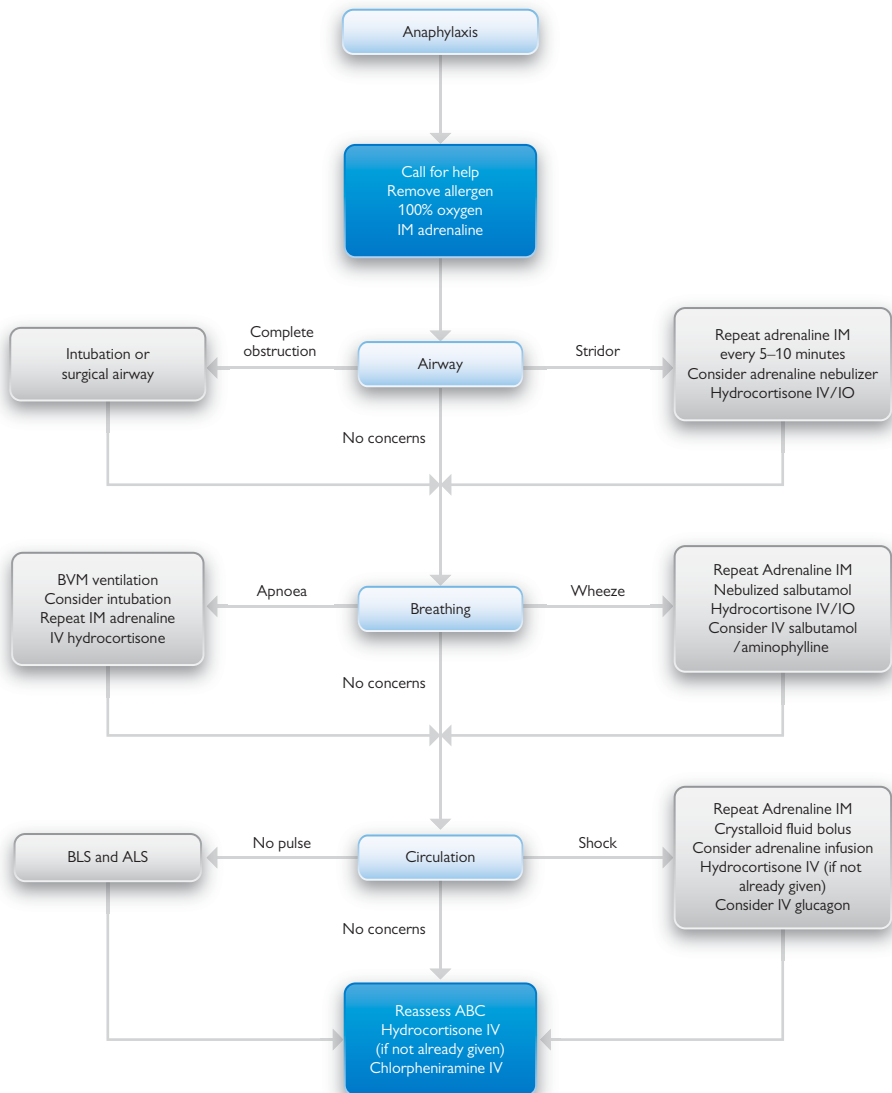 Anaphylaxis
Call for help
Remove allergen
100% oxygen
IM adrenaline
Complete
obstruction
Intubation or
surgical airway
Airway
Stridor
Repeat adrenaline IM
every 5–10 minutes
Consider adrenaline nebulizer
Hydrocortisone IV/IO
No concerns
BVM ventilation
Consider intubation
Repeat IM adrenaline
IV hydrocortisone
Apnoea
Breathing
Wheeze
Repeat Adrenaline IM
Nebulized salbutamol
Hydrocortisone IV/IO
Consider IV salbutamol
/aminophylline
No concerns
BLS and ALS
No pulse
Circulation
Shock
Repeat Adrenaline IM
Crystalloid fluid bolus
Consider adrenaline infusion
Hydrocortisone IV (if not
already given)
Consider IV glucagon
No concerns
Reassess ABC
Hydrocortisone IV
(if not already given)
Chlorpheniramine IV